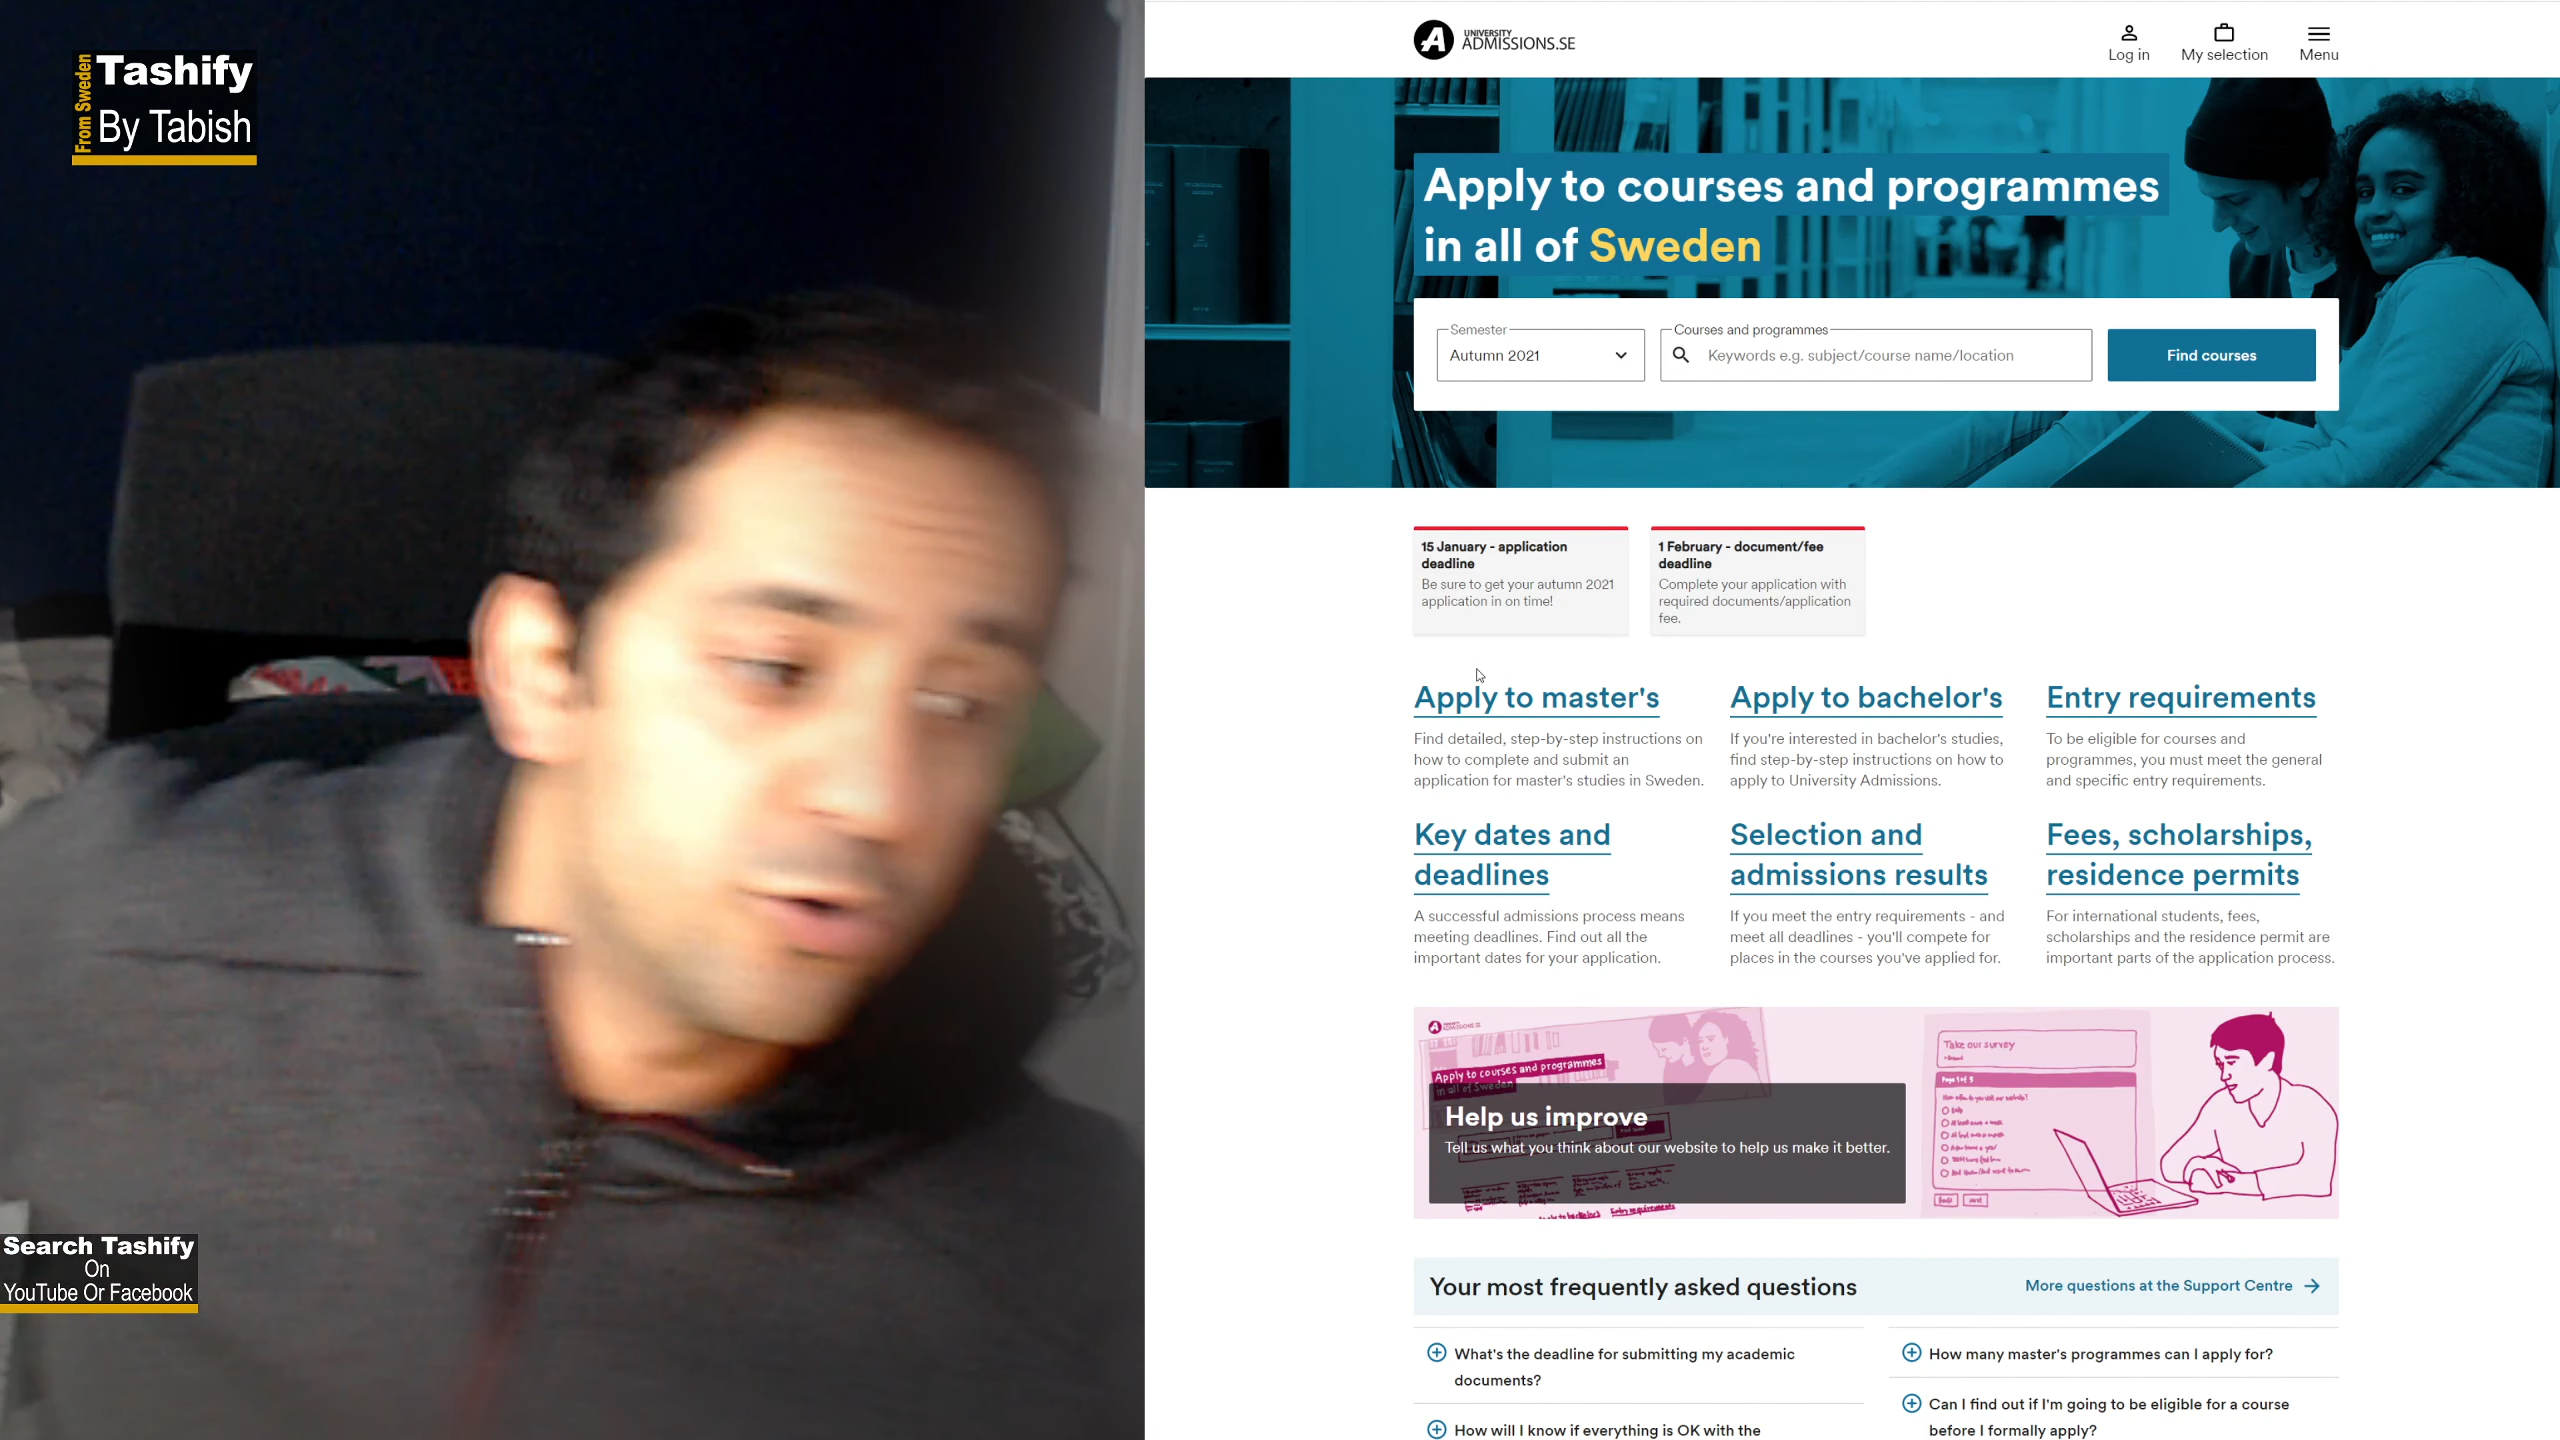 From Sweden
Tashify
By Tabish
Search Tashify
On
YouTube Or Facebook
UNIVERSITY
ADMISSIONS.SE
Log in
My selection
Menu
Apply to courses and programmes
in all of Sweden
Semester
Autumn 2021
Courses and programmes
Keywords e.g. subject/course name/location
Find courses
15 January - application
deadline
Be sure to get your autumn 2021
application in on time!
1 February - document/fee
deadline
Complete your application with
required documents/application
fee.
Apply to master's
Find detailed, step-by-step instructions on
how to complete and submit an
application for master's studies in Sweden.
Apply to bachelor's
If you're interested in bachelor's studies,
find step-by-step instructions on how to
apply to University Admissions.
Entry requirements
To be eligible for courses and
programmes, you must meet the general
and specific entry requirements.
Key dates and
deadlines
A successful admissions process means
meeting deadlines. Find out all the
important dates for your application.
Selection and
admissions results
If you meet the entry requirements - and
meet all deadlines - you'll compete for
places in the courses you've applied for.
Fees, scholarships,
residence permits
For international students, fees,
scholarships and the residence permit are
important parts of the application process.
Apply to courses and programmes
in all of Sweden
Help us improve
Tell us what you think about our website to help us make it better.
Entry requirements
Take our survey
Page 1 of 3
Your most frequently asked questions
More questions at the Support Centre
What's the deadline for submitting my academic
documents?
How will I know if everything is OK with the
How many master's programmes can I apply for?
Can I find out if I'm going to be eligible for a course
before I formally apply?